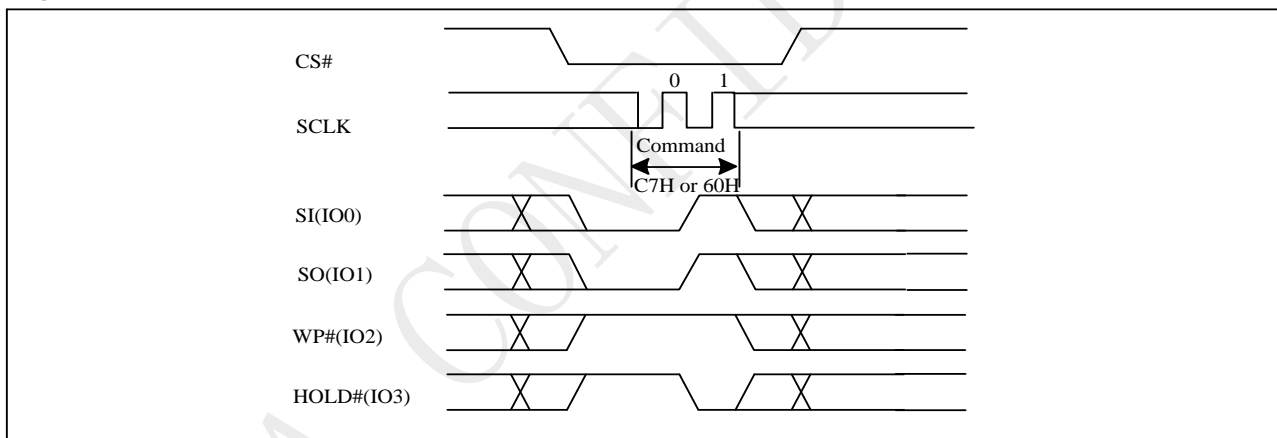 CS#
0 1
SCLK
Command
C7H or 60H
SI(IO0)
SO(IO1)
WP#(IO2)
HOLD#(IO3)